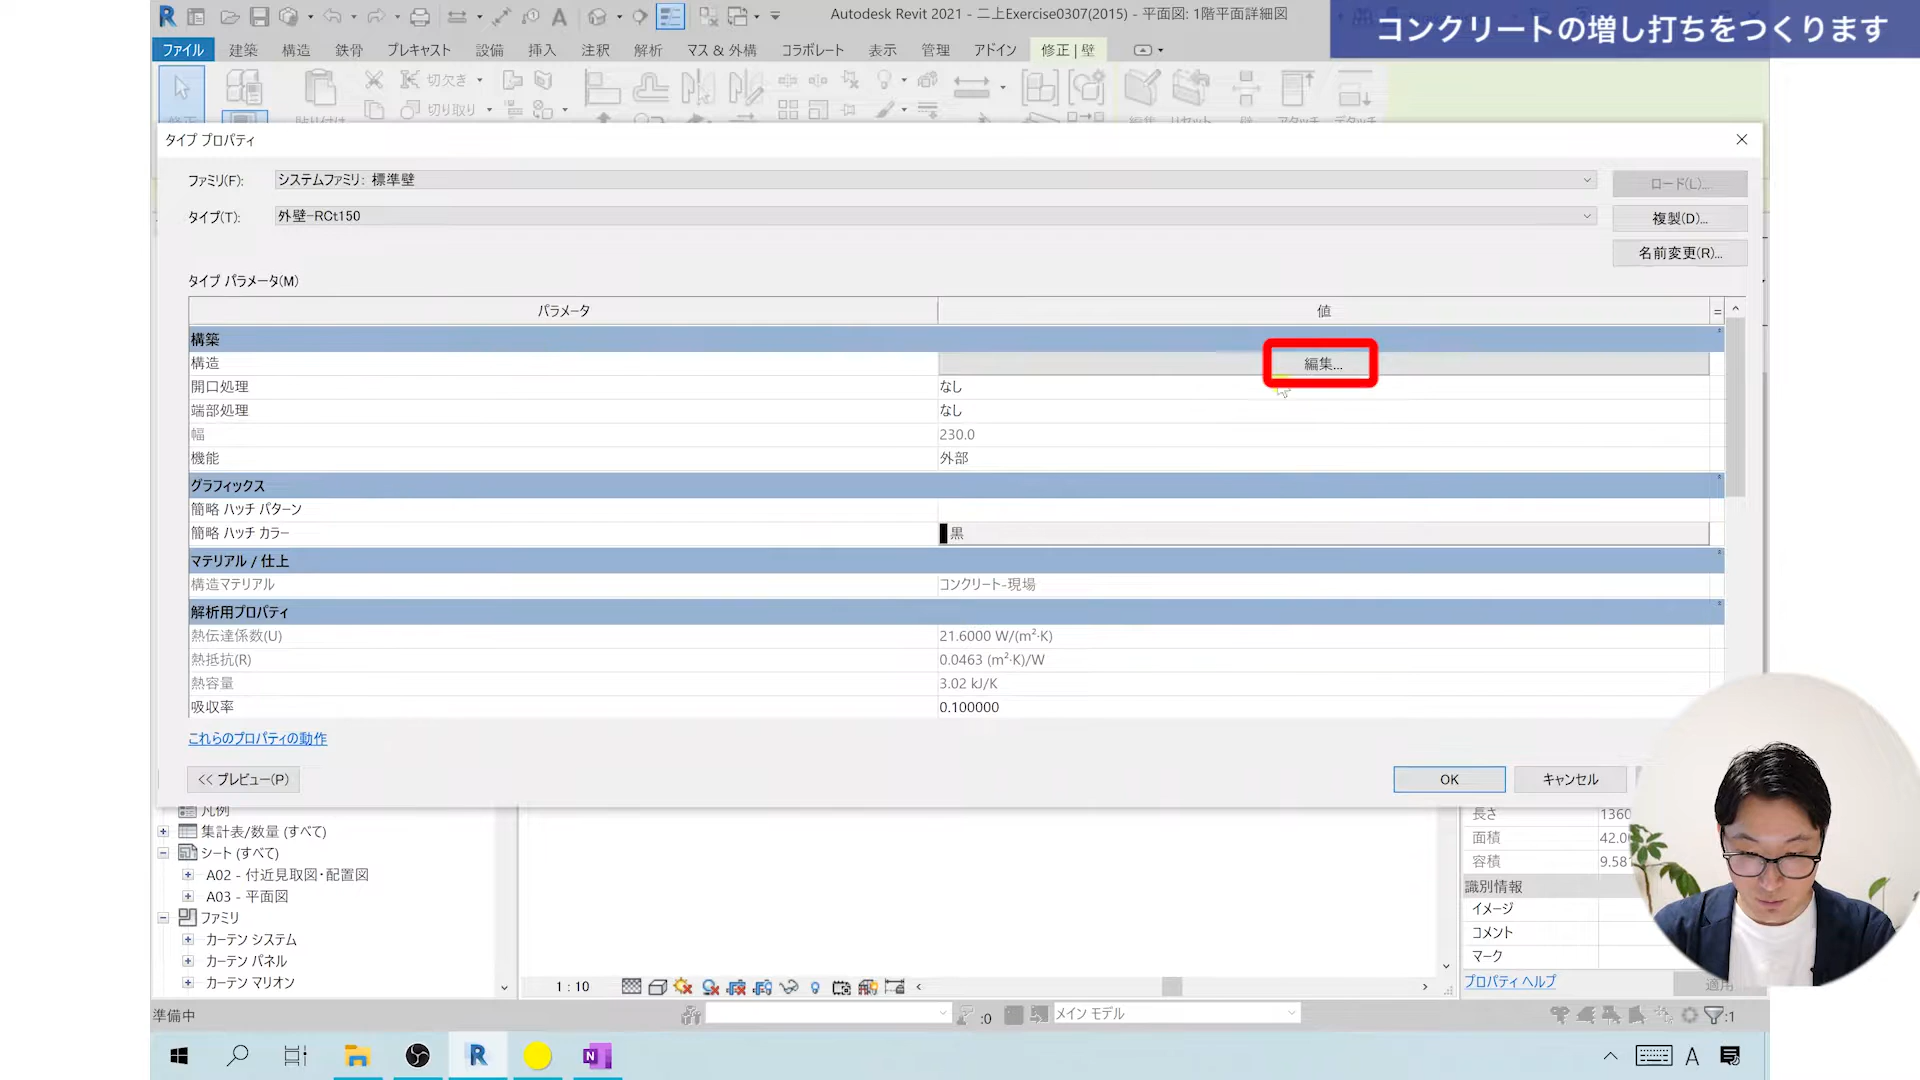 Autodesk Revit 2021 - 二上Exercise0307(2015) - 平面図: 1階平面詳細図
コンクリートの増し打ちをつくります
ファイル 建築 構造 鉄骨 プレキャスト 設備 挿入 注釈 解析 マス & 外構 コラボレート 表示 管理 アドイン 修正 | 壁
切欠き
切り取り
タイプ プロパティ
ファミリ(F): システムファミリ: 標準壁 ロード(L)...
タイプ(T): 外壁-RCt150 複製(D)...
名前変更(R)...
タイプ パラメータ(M)
パラメータ 値 =
構築
構造 編集...
開口処理 なし
端部処理 なし
幅 230.0
機能 外部
グラフィックス
簡略 ハッチ パターン
簡略 ハッチ カラー 黒
マテリアル / 仕上
構造マテリアル コンクリート-現場
解析用プロパティ
熱伝達係数(U) 21.6000 W/(m²·K)
熱抵抗(R) 0.0463 (m²·K)/W
熱容量 3.02 kJ/K
吸収率 0.100000
これらのプロパティの動作
<< プレビュー(P) OK キャンセル
凡例
集計表/数量 (すべて)
シート (すべて)
A02 - 付近見取図・配置図
A03 - 平面図
ファミリ
カーテン システム
カーテン パネル
カーテン マリオン
長さ 1360
面積 42.0
容積 9.58
識別情報
イメージ
コメント
マーク
プロパティ ヘルプ 適用
1 : 10
準備中 :0 メイン モデル :1
A